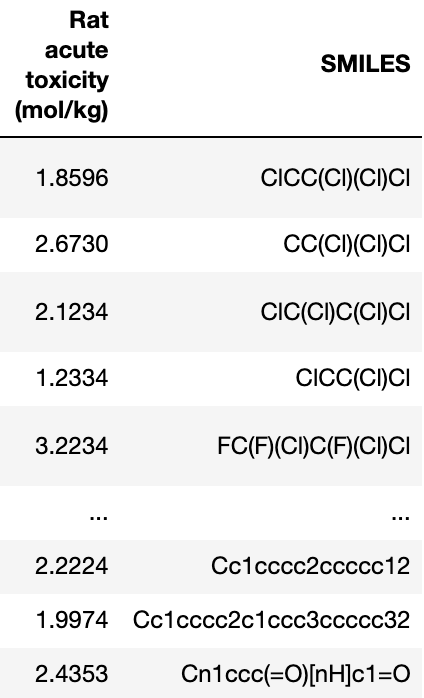 Rat
acute
toxicity
(mol/kg) SMILES
1.8596 ClCC(Cl)(Cl)Cl
2.6730 CC(Cl)(Cl)Cl
2.1234 ClC(Cl)C(Cl)Cl
1.2334 ClCC(Cl)Cl
3.2234 FC(F)(Cl)C(F)(Cl)Cl
... ...
2.2224 Cc1cccc2ccccc12
1.9974 Cc1cccc2c1ccc3ccccc32
2.4353 Cn1ccc(=O)[nH]c1=O